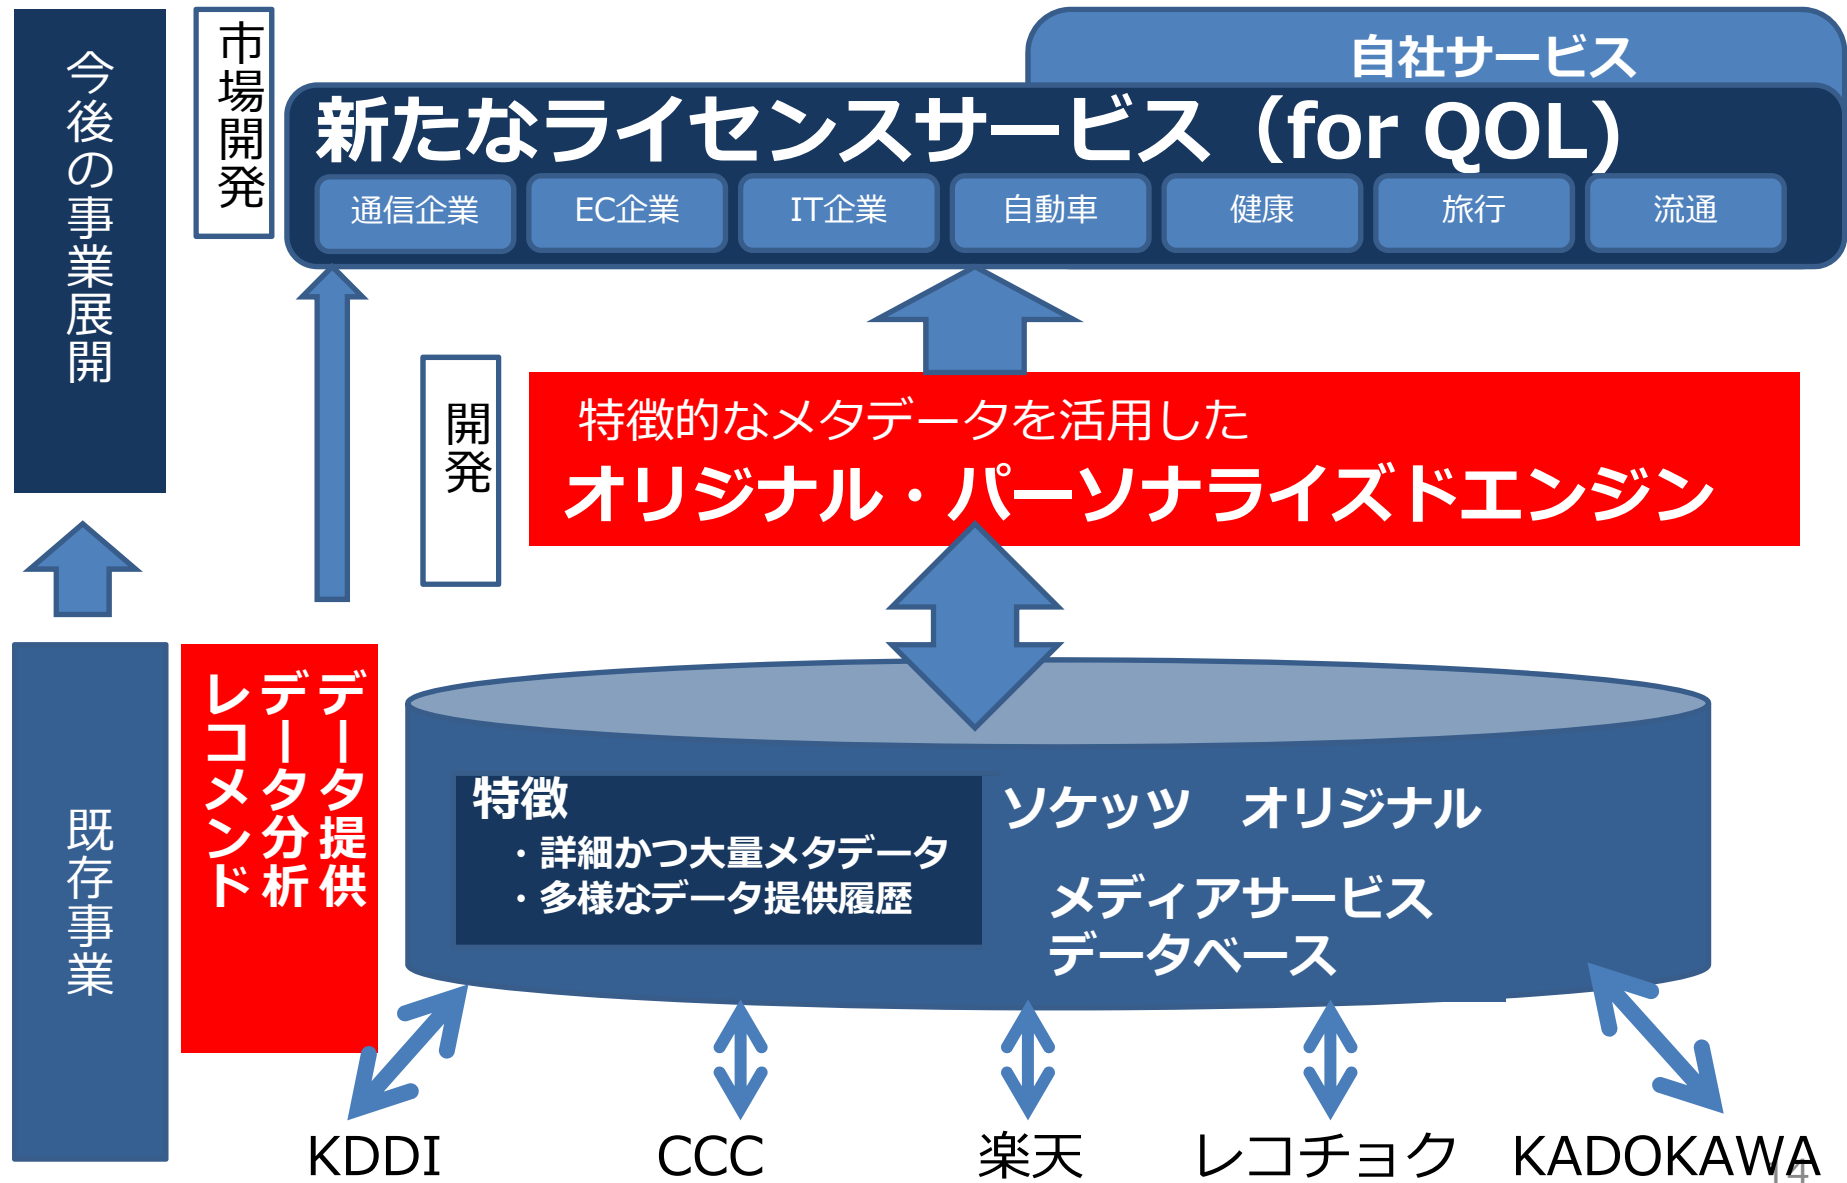 今後の事業展開
市場開発
自社サービス
新たなライセンスサービス（for QOL）
通信企業
EC企業
IT企業
自動車
健康
旅行
流通
開発
特徴的なメタデータを活用した
オリジナル・パーソナライズドエンジン
既存事業
データ提供
データ分析
レコメンド
特徴
・詳細かつ大量メタデータ
・多様なデータ提供履歴
ソケッツ　オリジナル
メディアサービス
データベース
KDDI
CCC
楽天
レコチョク
KADOKAWA
14